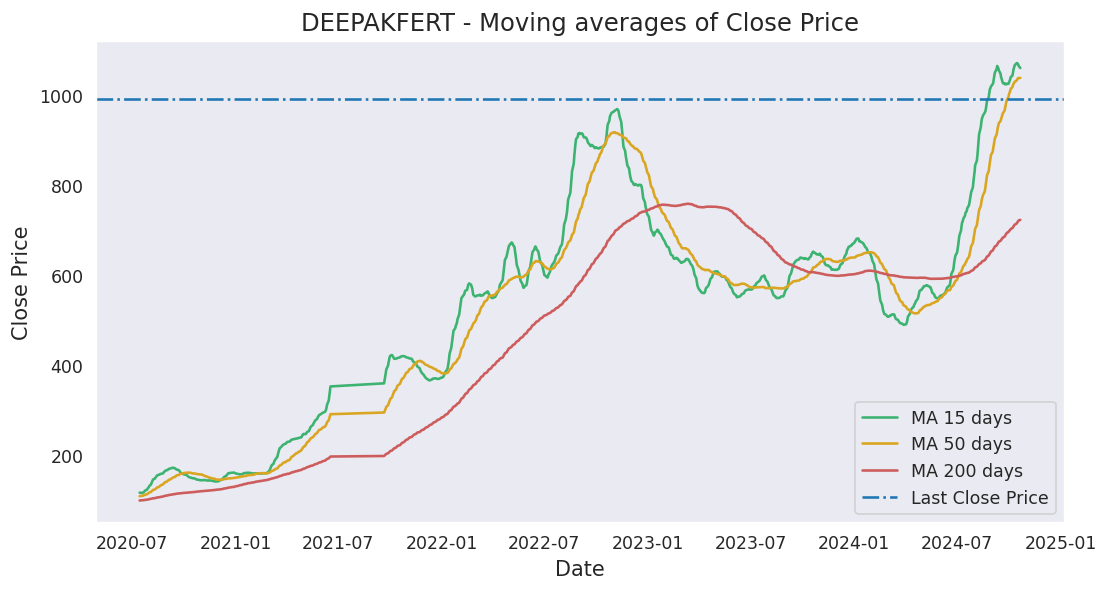 DEEPAKFERT - Moving averages of Close Price
1000
800
600
400
200
Close Price
MA 15 days
MA 50 days
MA 200 days
Last Close Price
2020-07 2021-01 2021-07 2022-01 2022-07 2023-01 2023-07 2024-01 2024-07 2025-01
Date